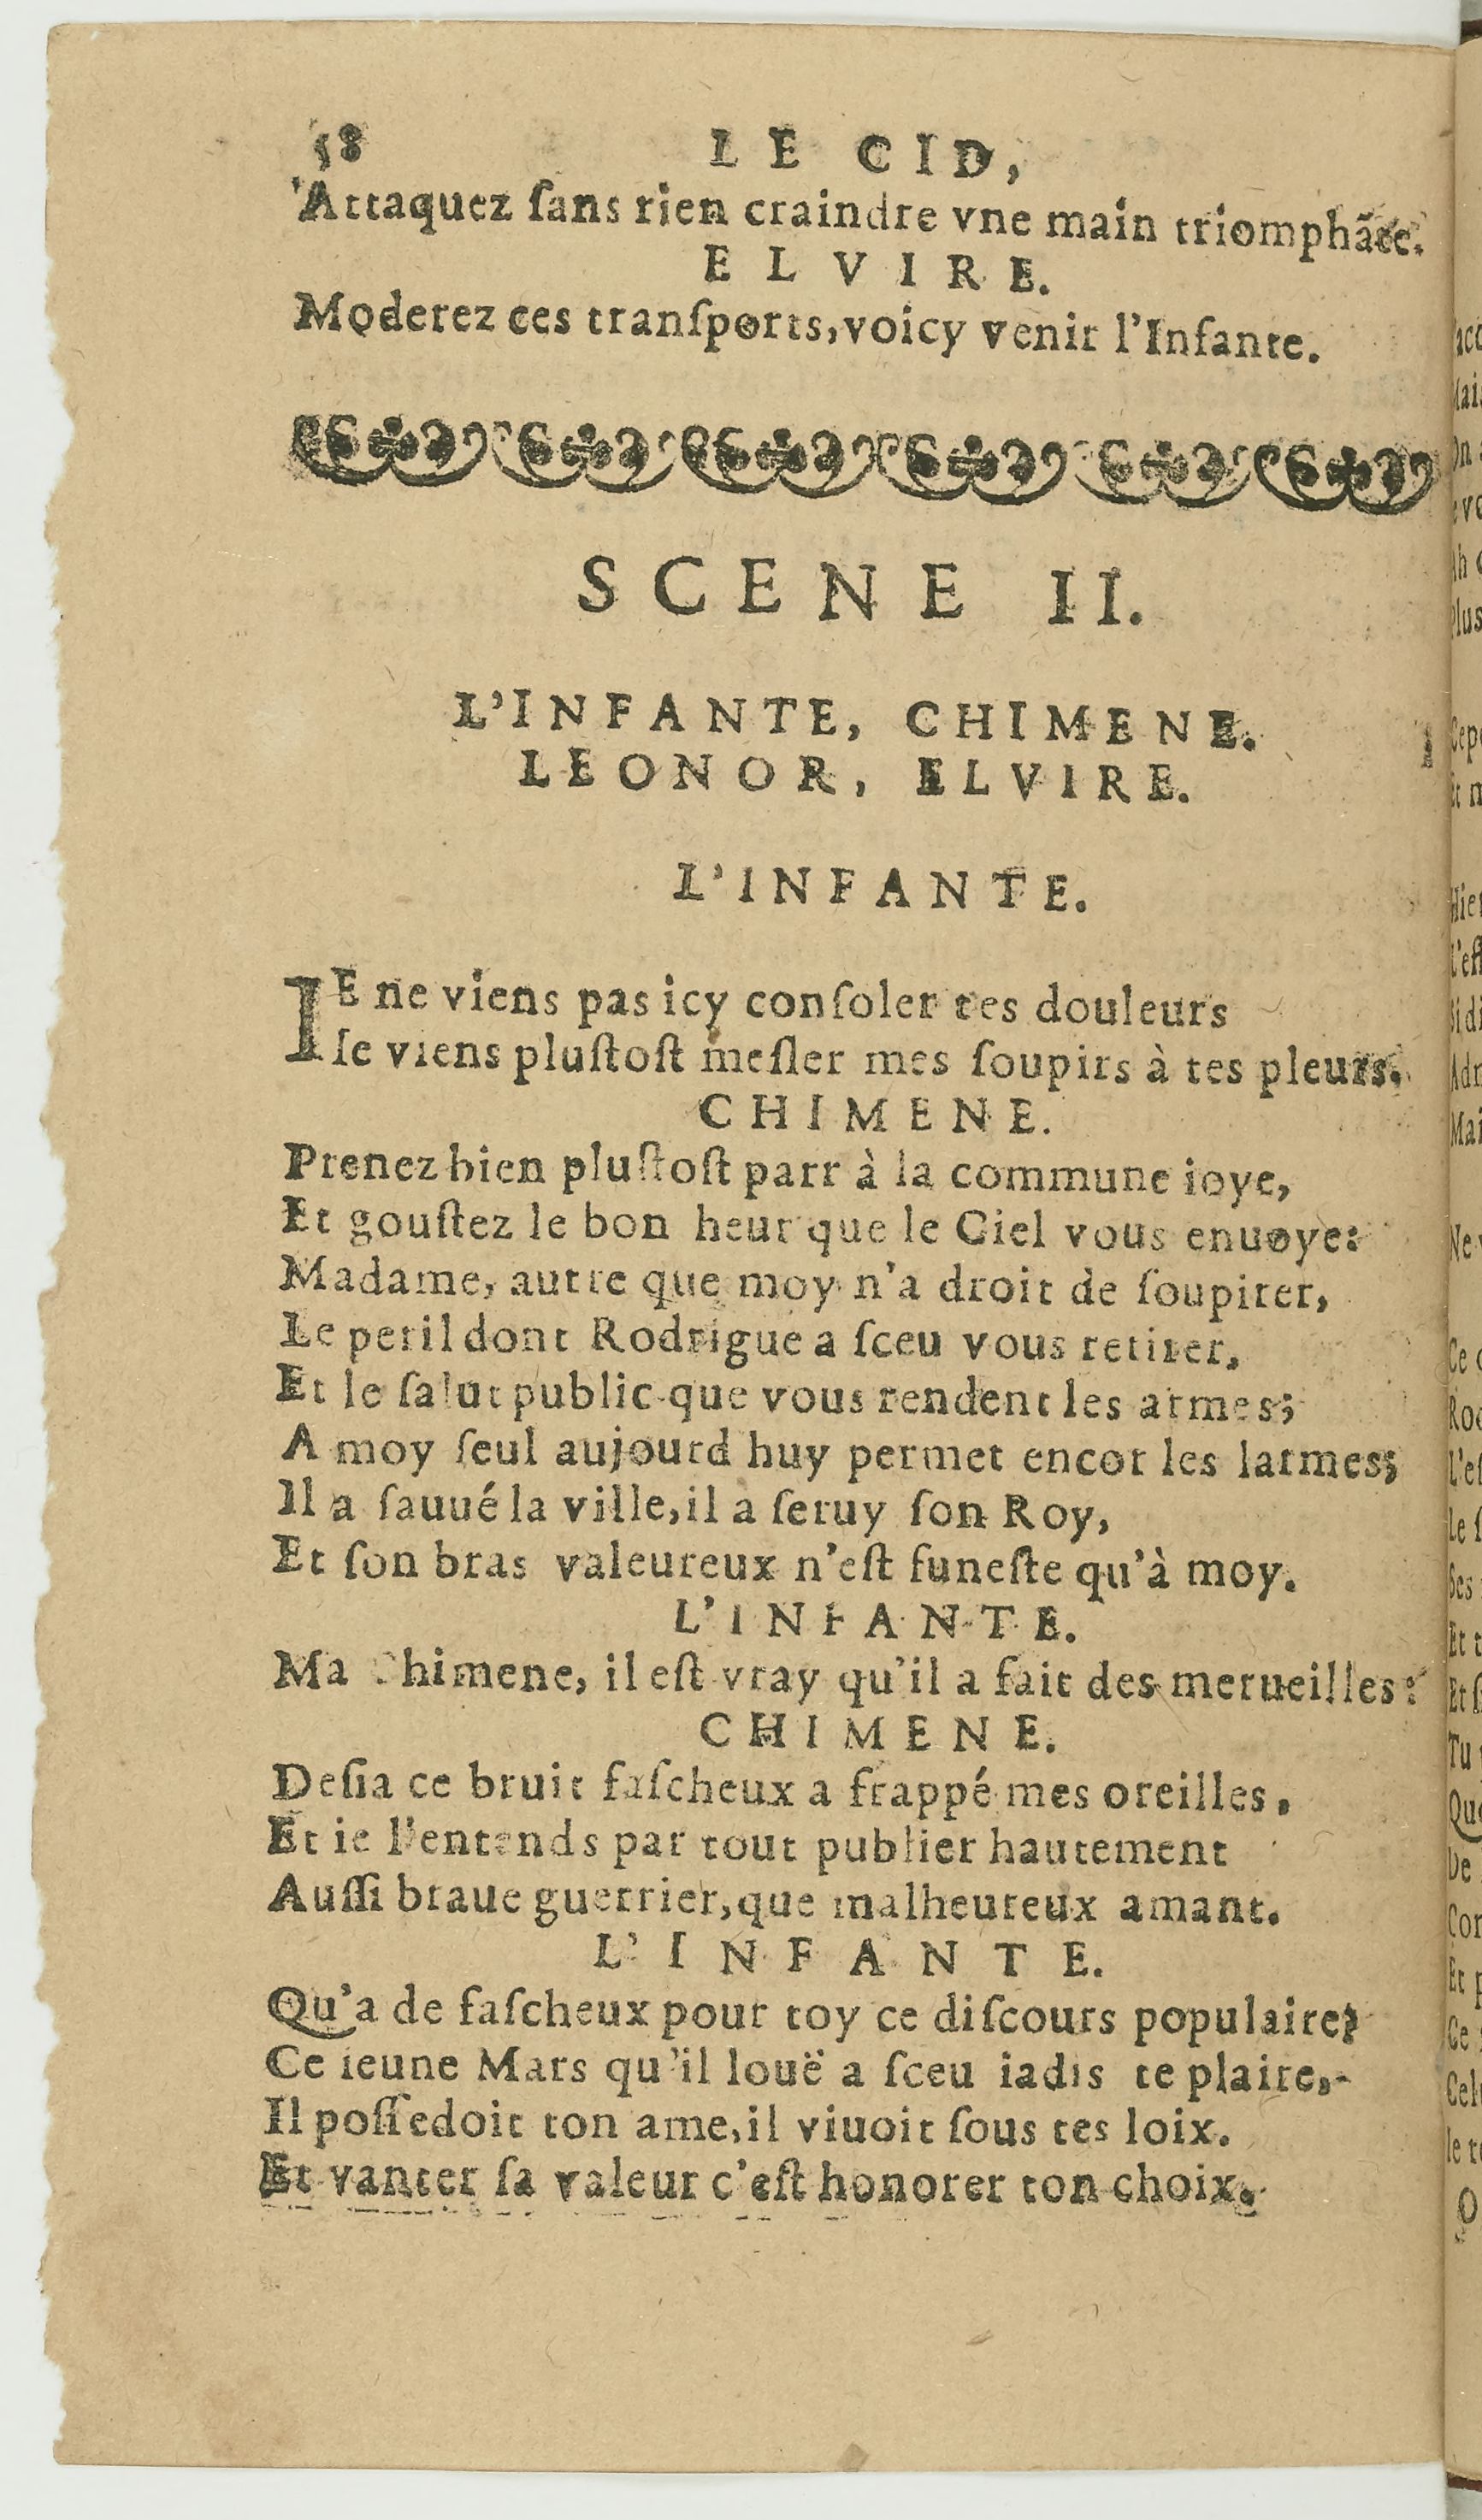 58 LE CID,
Attaquez ſans rien craindre vne main triomphãte.
ELVIRE.
Moderez ces tranſports, voicy venir l'Infante.
SCENE II.
L'INFANTE, CHIMENE.
LEONOR, ELVIRE.
L'INFANTE.
IE ne viens pas icy conſoler tes douleurs
Ie viens pluſtoſt meſler mes ſoupirs à tes pleurs.
CHIMENE.
Prenez bien pluſtoſt part à la commune ioye,
Et gouſtez le bon heur que le Ciel vous enuoye:
Madame, autre que moy n'a droit de ſoupirer,
Le peril dont Rodrigue a ſceu vous retirer,
Et le ſalut public que vous rendent les armes;
A moy ſeul aujourd huy permet encor les larmes;
Il a ſauué la ville, il a ſeruy ſon Roy,
Et ſon bras valeureux n'eſt funeſte qu'à moy.
L'INFANTE.
Ma Chimene, il eſt vray qu'il a fait des merueilles:
CHIMENE.
Deſia ce bruit faſcheux a frappé mes oreilles,
Et ie l'entends par tout publier hautement
Auſſi braue guerrier, que malheureux amant.
L'INFANTE.
Qu'a de faſcheux pour toy ce diſcours populaire?
Ce ieune Mars qu'il louë a ſceu iadis te plaire,
Il poſſedoit ton ame, il viuoit ſous tes loix.
Et vanter ſa valeur c'eſt honorer ton choix.